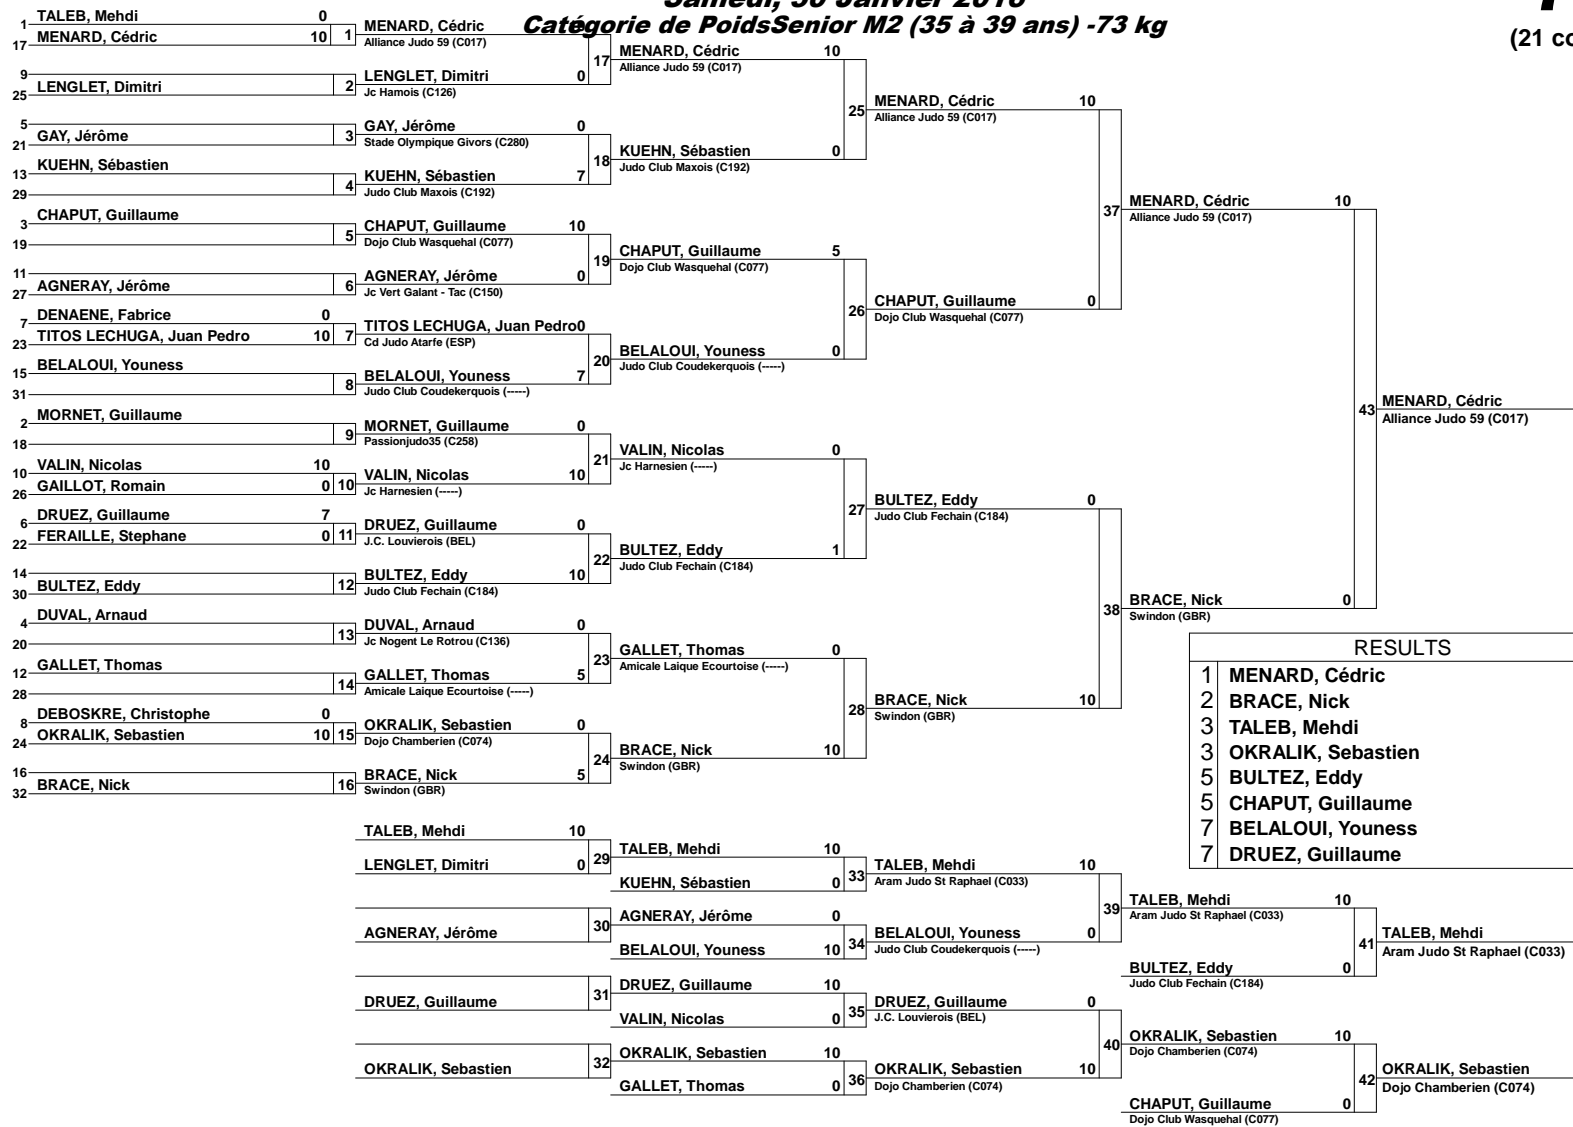 Catégorie de PoidsSenior M2 (35 à 39 ans) -73 kg
(21 co
1 TALEB, Mehdi 0
17 MENARD, Cédric 10
1
9
25 LENGLET, Dimitri
2
5
21 GAY, Jérôme
3
13 KUEHN, Sébastien
29
4
3 CHAPUT, Guillaume
19
5
11
27 AGNERAY, Jérôme
6
7 DENAENE, Fabrice 0
23 TITOS LECHUGA, Juan Pedro 10
7
15 BELALOUI, Youness
31
8
2 MORNET, Guillaume
18
9
10 VALIN, Nicolas 10
26 GAILLOT, Romain 0
10
6 DRUEZ, Guillaume 7
22 FERAILLE, Stephane 0
11
14
30 BULTEZ, Eddy
12
4 DUVAL, Arnaud
20
13
12 GALLET, Thomas
28
14
8 DEBOSKRE, Christophe 0
24 OKRALIK, Sebastien 10
15
16
32 BRACE, Nick
16
MENARD, Cédric
Alliance Judo 59 (C017)
17
LENGLET, Dimitri 0
Jc Hamois (C126)
GAY, Jérôme 0
Stade Olympique Givors (C280)
18
KUEHN, Sébastien 7
Judo Club Maxois (C192)
CHAPUT, Guillaume 10
Dojo Club Wasquehal (C077)
19
AGNERAY, Jérôme 0
Jc Vert Galant - Tac (C150)
TITOS LECHUGA, Juan Pedro0
Cd Judo Atarfe (ESP)
20
BELALOUI, Youness 7
Judo Club Coudekerquois (-----)
MORNET, Guillaume 0
Passionjudo35 (C258)
21
VALIN, Nicolas 10
Jc Harnesien (-----)
DRUEZ, Guillaume 0
J.C. Louvierois (BEL)
22
BULTEZ, Eddy 10
Judo Club Fechain (C184)
DUVAL, Arnaud 0
Jc Nogent Le Rotrou (C136)
23
GALLET, Thomas 5
Amicale Laique Ecourtoise (-----)
OKRALIK, Sebastien 0
Dojo Chamberien (C074)
24
BRACE, Nick 5
Swindon (GBR)
MENARD, Cédric 10
Alliance Judo 59 (C017)
25
KUEHN, Sébastien 0
Judo Club Maxois (C192)
CHAPUT, Guillaume 5
Dojo Club Wasquehal (C077)
26
BELALOUI, Youness 0
Judo Club Coudekerquois (-----)
VALIN, Nicolas 0
Jc Harnesien (-----)
27
BULTEZ, Eddy 1
Judo Club Fechain (C184)
GALLET, Thomas 0
Amicale Laique Ecourtoise (-----)
28
BRACE, Nick 10
Swindon (GBR)
MENARD, Cédric 10
Alliance Judo 59 (C017)
37
CHAPUT, Guillaume 0
Dojo Club Wasquehal (C077)
BULTEZ, Eddy 0
Judo Club Fechain (C184)
38
BRACE, Nick 10
Swindon (GBR)
MENARD, Cédric 10
Alliance Judo 59 (C017)
43
BRACE, Nick 0
Swindon (GBR)
MENARD, Cédric
Alliance Judo 59 (C017)
RESULTS
1 MENARD, Cédric
2 BRACE, Nick
3 TALEB, Mehdi
3 OKRALIK, Sebastien
5 BULTEZ, Eddy
5 CHAPUT, Guillaume
7 BELALOUI, Youness
7 DRUEZ, Guillaume
TALEB, Mehdi 10
29
LENGLET, Dimitri 0
30
AGNERAY, Jérôme
31
DRUEZ, Guillaume
32
OKRALIK, Sebastien
TALEB, Mehdi 10
33
KUEHN, Sébastien 0
AGNERAY, Jérôme 0
34
BELALOUI, Youness 10
DRUEZ, Guillaume 10
35
VALIN, Nicolas 0
OKRALIK, Sebastien 10
36
GALLET, Thomas 0
TALEB, Mehdi 10
Aram Judo St Raphael (C033)
39
BELALOUI, Youness 0
Judo Club Coudekerquois (-----)
DRUEZ, Guillaume 0
J.C. Louvierois (BEL)
40
OKRALIK, Sebastien 10
Dojo Chamberien (C074)
TALEB, Mehdi 10
Aram Judo St Raphael (C033)
41
BULTEZ, Eddy 0
Judo Club Fechain (C184)
OKRALIK, Sebastien 10
Dojo Chamberien (C074)
42
CHAPUT, Guillaume 0
Dojo Club Wasquehal (C077)
TALEB, Mehdi
Aram Judo St Raphael (C033)
OKRALIK, Sebastien
Dojo Chamberien (C074)